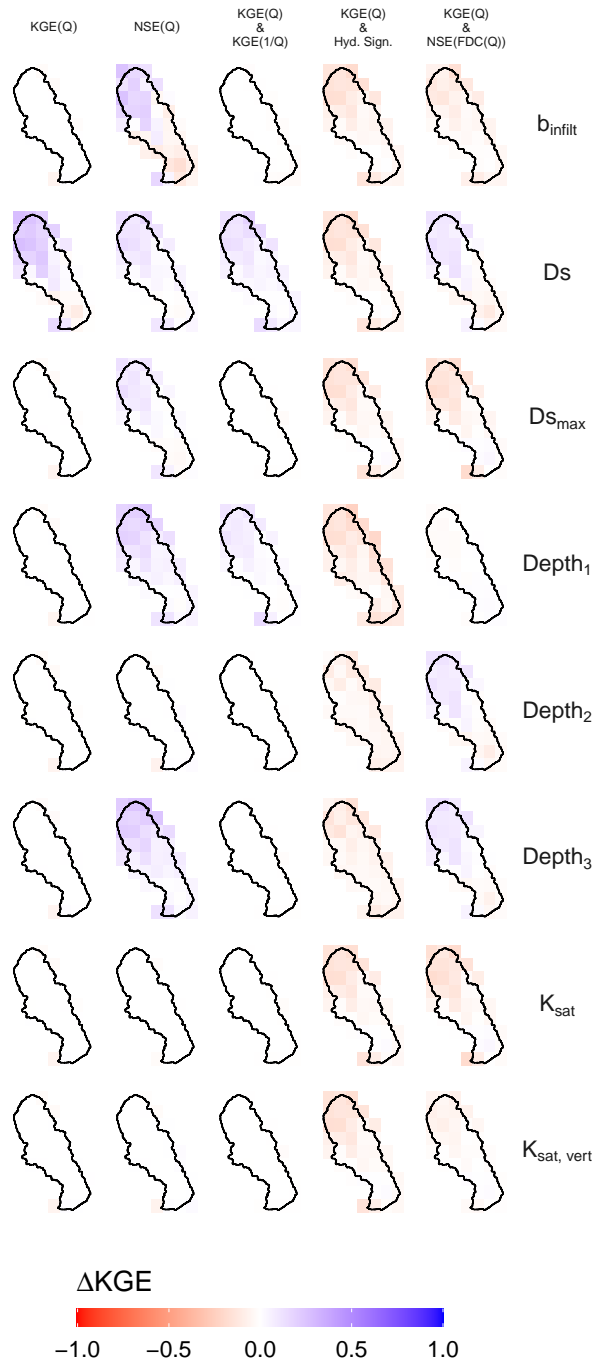 KGE(Q)
NSE(Q)
KGE(Q)
&
KGE(1/Q)
KGE(Q)
&
Hyd. Sign.
KGE(Q)
&
NSE(FDC(Q))
b_infilt
Ds
Ds_max
Depth_1
Depth_2
Depth_3
K_sat
K_sat, vert
ΔKGE
−1.0 −0.5 0.0 0.5 1.0